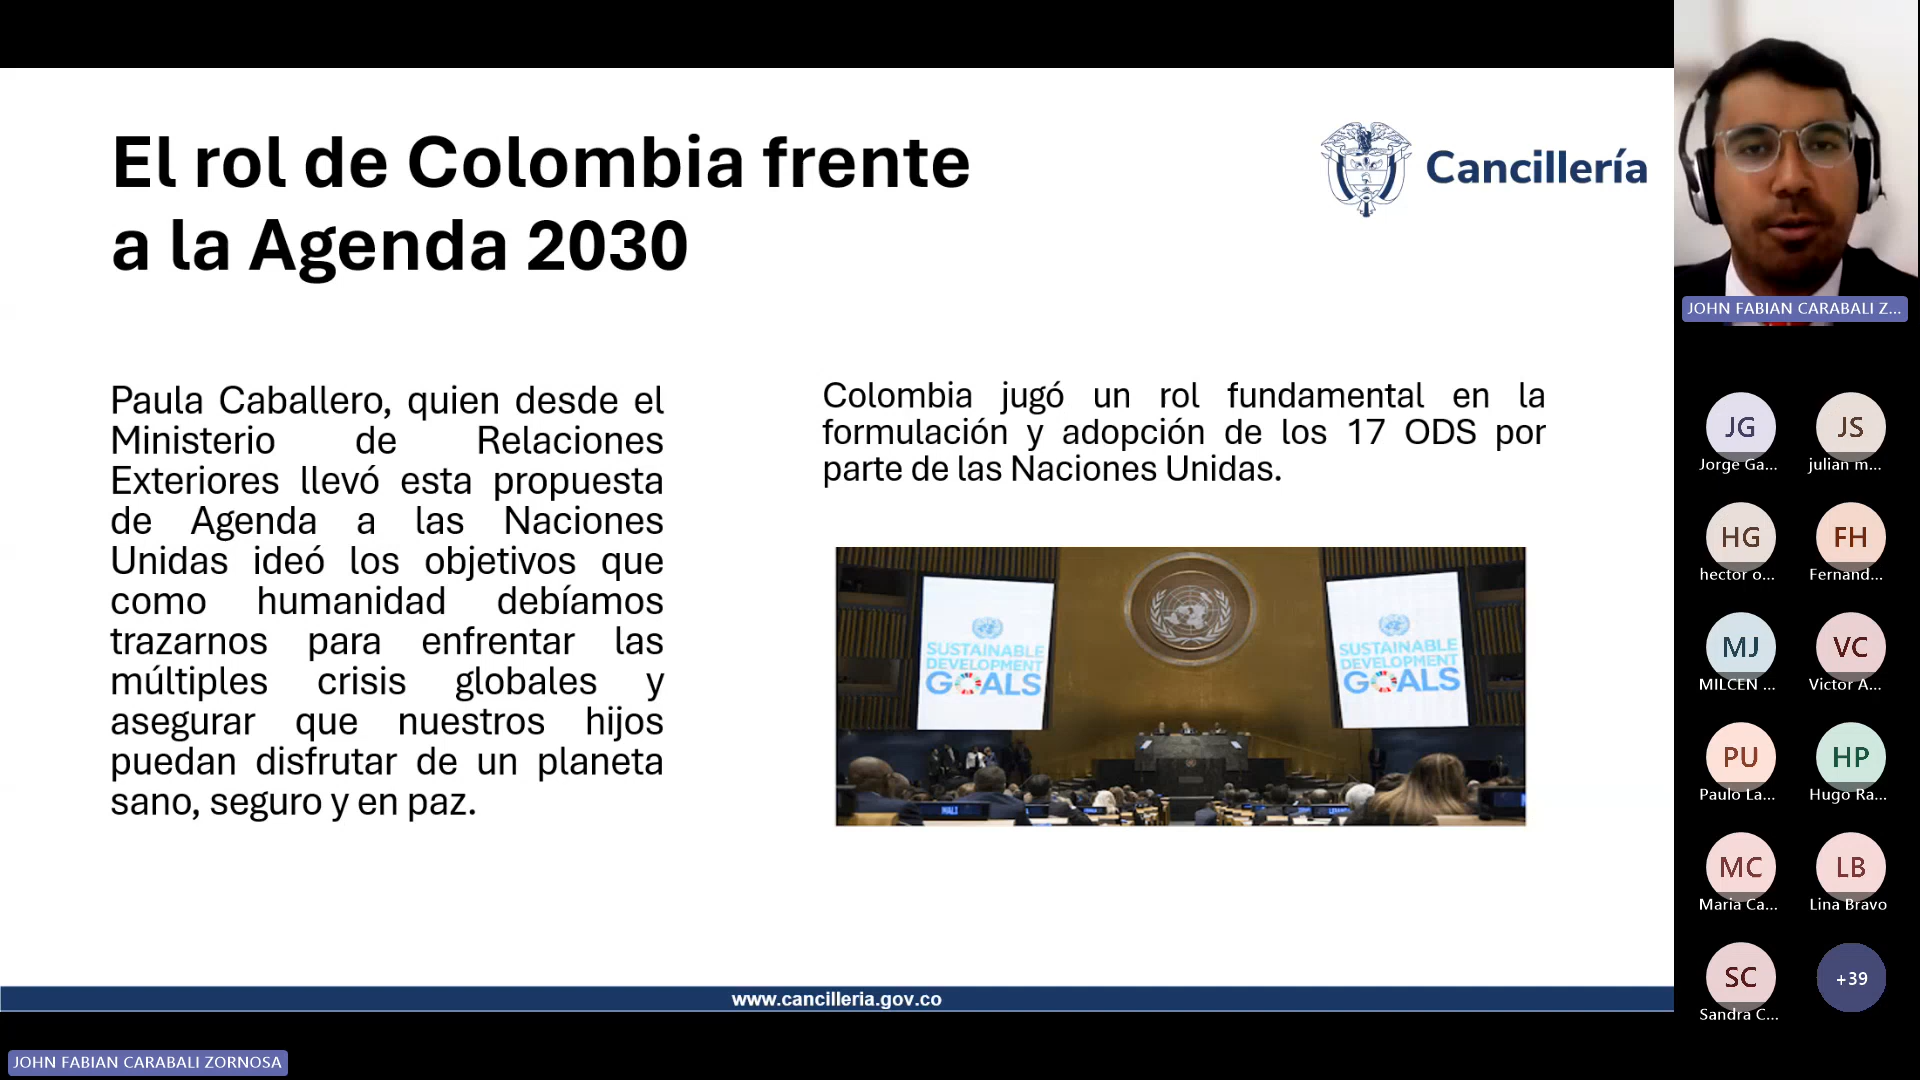 El rol de Colombia frente
a la Agenda 2030
Cancillería
Paula Caballero, quien desde el
Ministerio de Relaciones
Exteriores llevó esta propuesta
de Agenda a las Naciones
Unidas ideó los objetivos que
como humanidad debíamos
trazarnos para enfrentar las
múltiples crisis globales y
asegurar que nuestros hijos
puedan disfrutar de un planeta
sano, seguro y en paz.
Colombia jugó un rol fundamental en la
formulación y adopción de los 17 ODS por
parte de las Naciones Unidas.
SUSTAINABLE
DEVELOPMENT
GOALS
SUSTAINABLE
DEVELOPMENT
GOALS
MALI
www.cancilleria.gov.co
JOHN FABIAN CARABALI ZORNOSA
JOHN FABIAN CARABALI Z...
JG
Jorge Ga...
JS
julian m...
HG
hector o...
FH
Fernand...
MJ
MILCEN ...
VC
Victor A...
PU
Paulo La...
HP
Hugo Ra...
MC
Maria Ca...
LB
Lina Bravo
SC
Sandra C...
+39